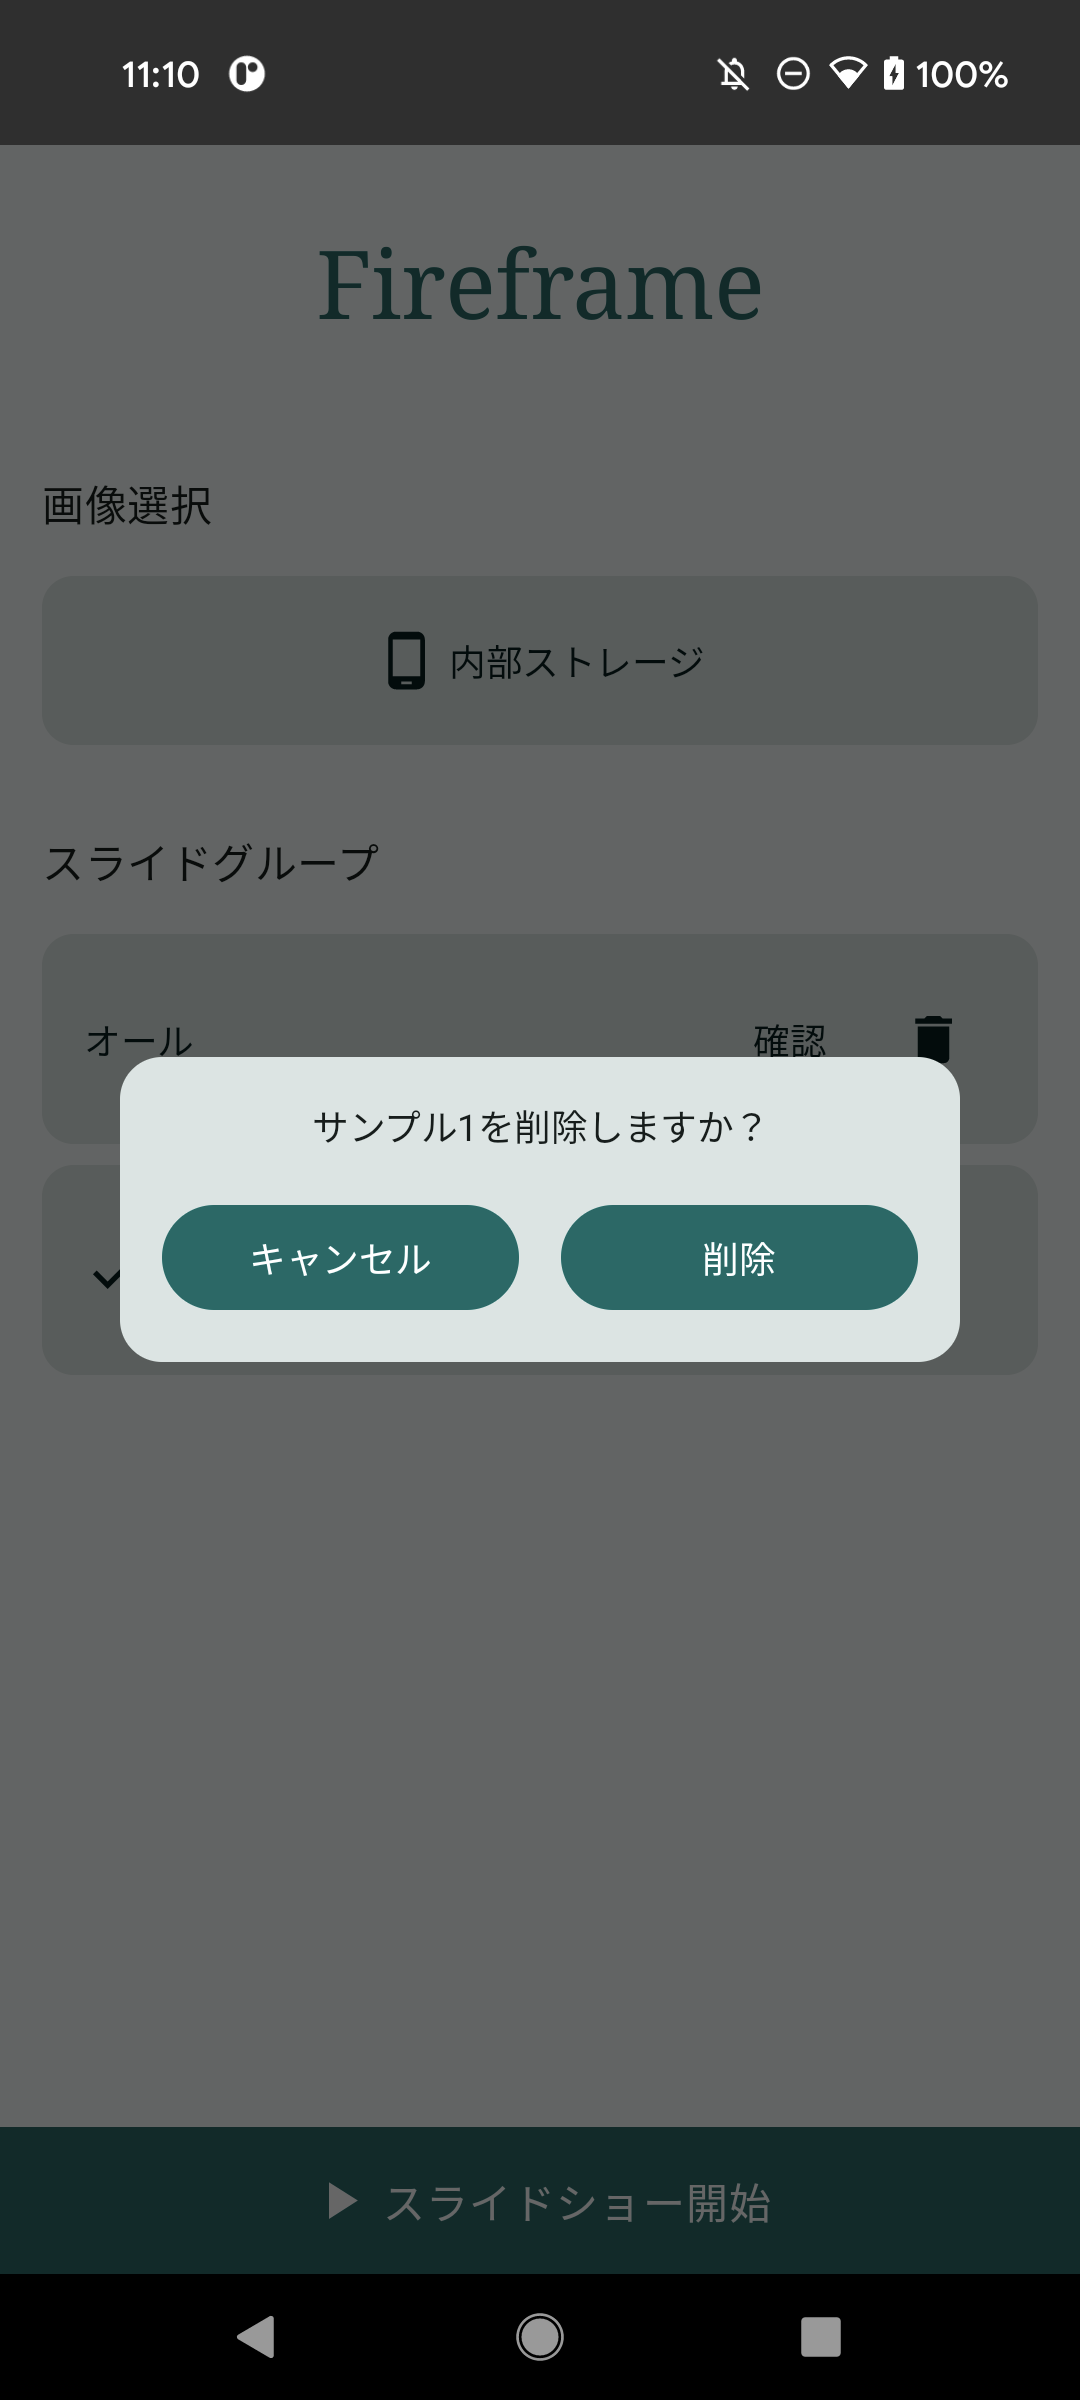 11:10
100%
Fireframe
画像選択
内部ストレージ
スライドグループ
オール 確認
サンプル1を削除しますか？
キャンセル 削除
スライドショー開始